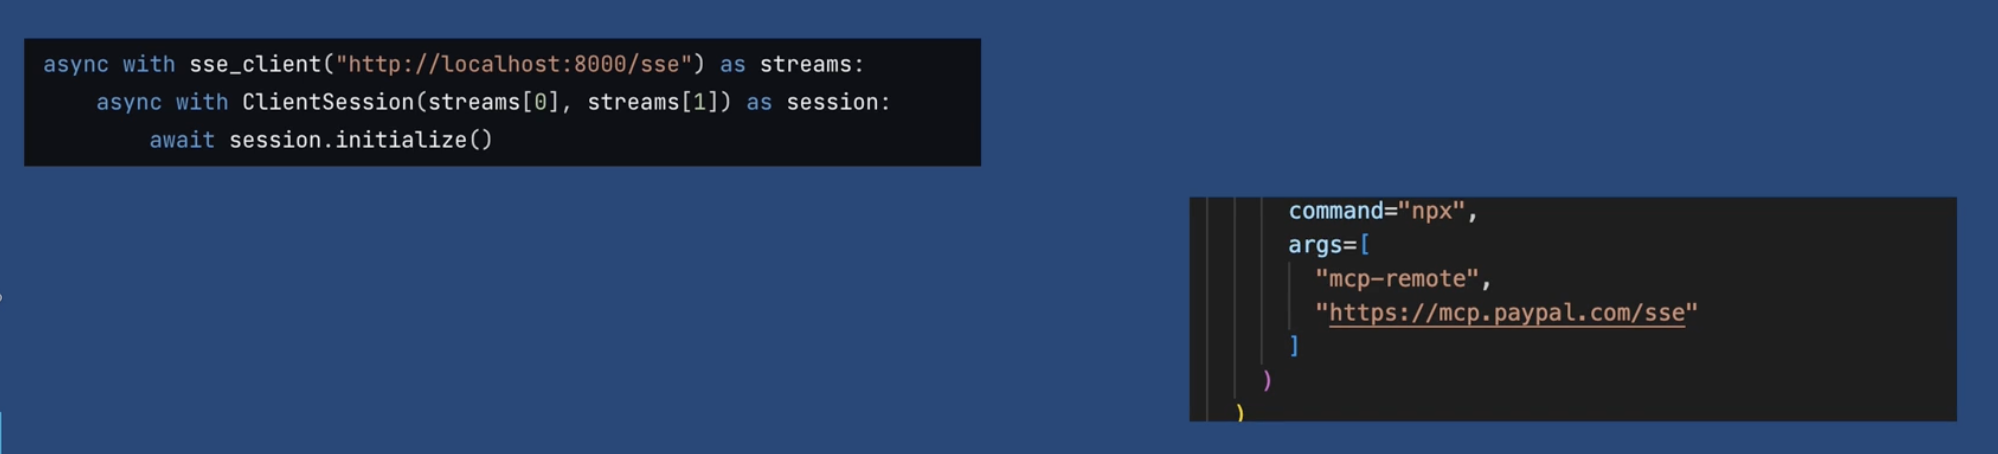 async with sse_client("http://localhost:8000/sse") as streams:
    async with ClientSession(streams[0], streams[1]) as session:
        await session.initialize()
command="npx",
args=[
  "mcp-remote",
  "https://mcp.paypal.com/sse"
]
)
)